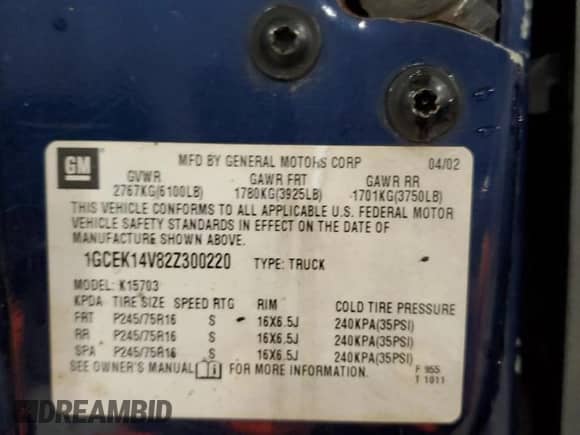 GM
MFD BY GENERAL MOTORS CORP 04/02
GVWR GAWR FRT GAWR RR
2767KG(6100LB) 1780KG(3925LB) 1701KG(3750LB)
THIS VEHICLE CONFORMS TO ALL APPLICABLE U.S. FEDERAL MOTOR
VEHICLE SAFETY STANDARDS IN EFFECT ON THE DATE OF
MANUFACTURE SHOWN ABOVE.
1GCEK14V82Z300220 TYPE: TRUCK
MODEL: K15703
KPDA TIRE SIZE SPEED RTG RIM COLD TIRE PRESSURE
FRT P245/75R16 S 16X6.5J 240KPA(35PSI)
RR P245/75R16 S 16X6.5J 240KPA(35PSI)
SPA P245/75R16 S 16X6.5J 240KPA(35PSI)
SEE OWNER'S MANUAL FOR MORE INFORMATION.
F 955
T 1011
DREAMBID